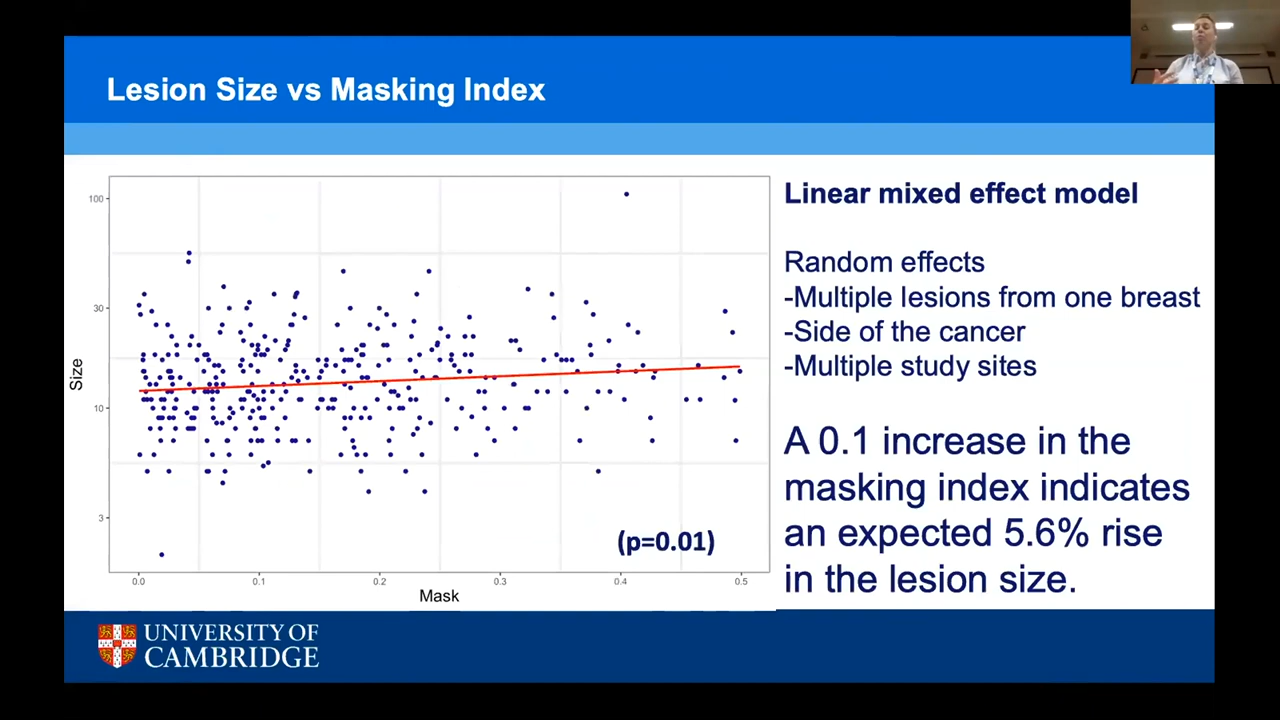 Lesion Size vs Masking Index
100
30
10
3
Size
0.0 0.1 0.2 0.3 0.4 0.5
Mask
(p=0.01)
Linear mixed effect model
Random effects
-Multiple lesions from one breast
-Side of the cancer
-Multiple study sites
A 0.1 increase in the
masking index indicates
an expected 5.6% rise
in the lesion size.
UNIVERSITY OF
CAMBRIDGE